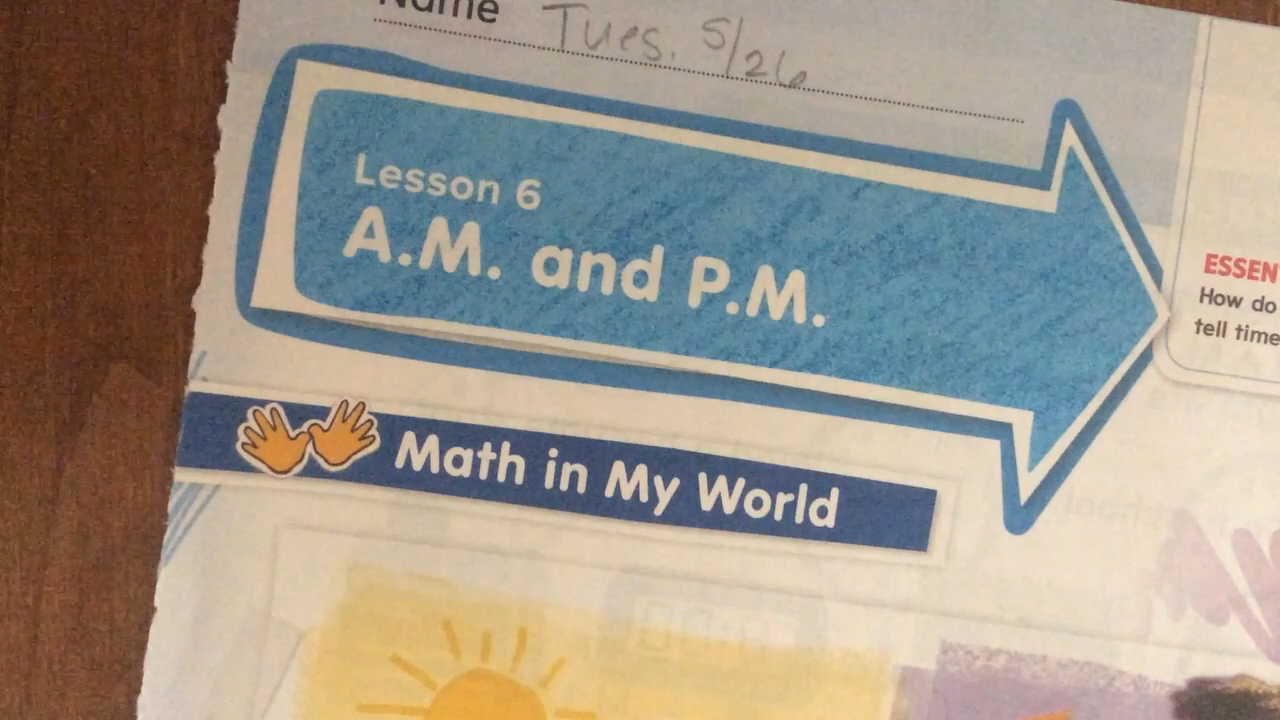 Name Tues. 5/26
Lesson 6
A.M. and P.M.
ESSEN
How do
tell time
Math in My World